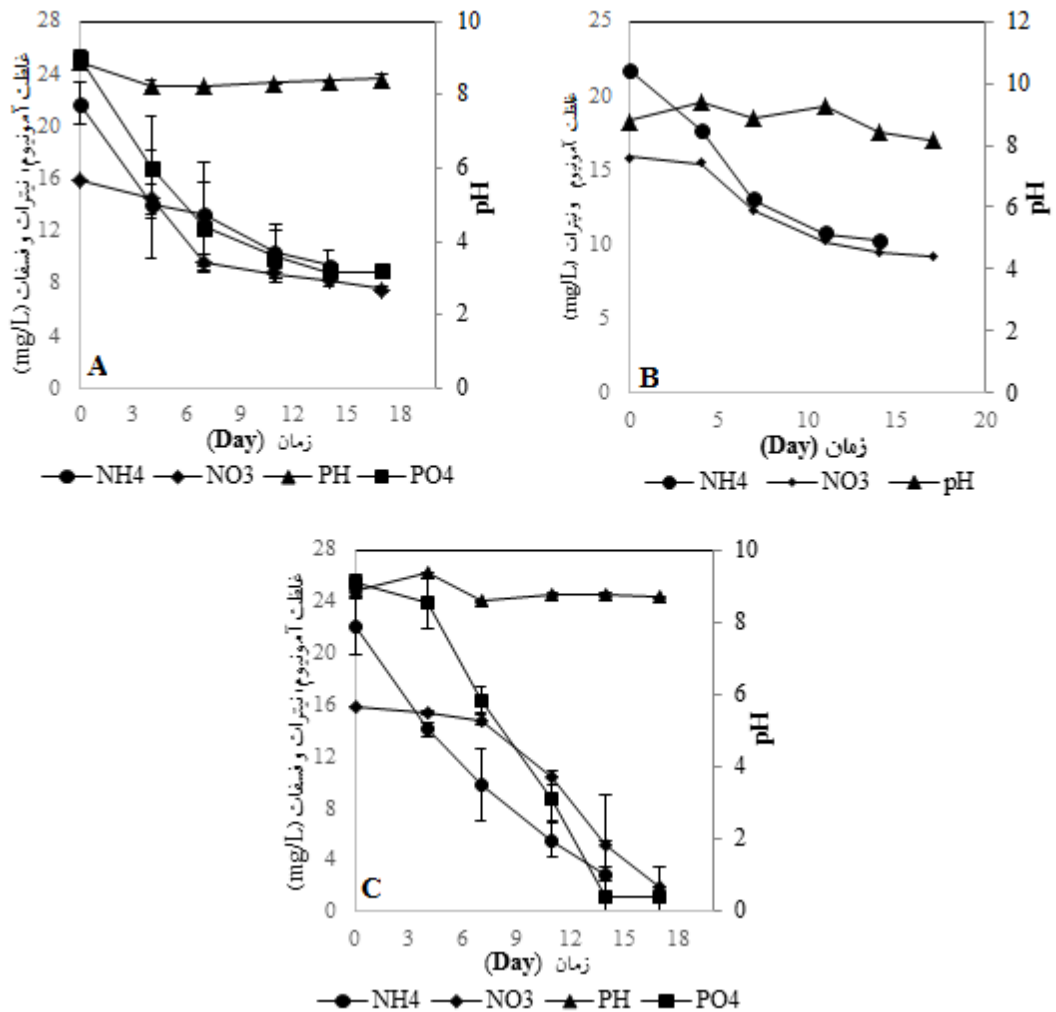 28
24
20
16
12
8
4
0
10
8
6
4
2
0
غلظت آمونیوم، نیترات و فسفات (mg/L)
pH
A
0 3 6 9 12 15 18
زمان (Day)
NH4 NO3 PH PO4
25
20
15
10
5
0
12
10
8
6
4
2
0
غلظت آمونیوم و نیترات (mg/L)
pH
B
0 5 10 15 20
زمان (Day)
NH4 NO3 pH
28
24
20
16
12
8
4
0
10
8
6
4
2
0
غلظت آمونیوم، نیترات و فسفات (mg/L)
pH
C
0 3 6 9 12 15 18
زمان (Day)
NH4 NO3 PH PO4